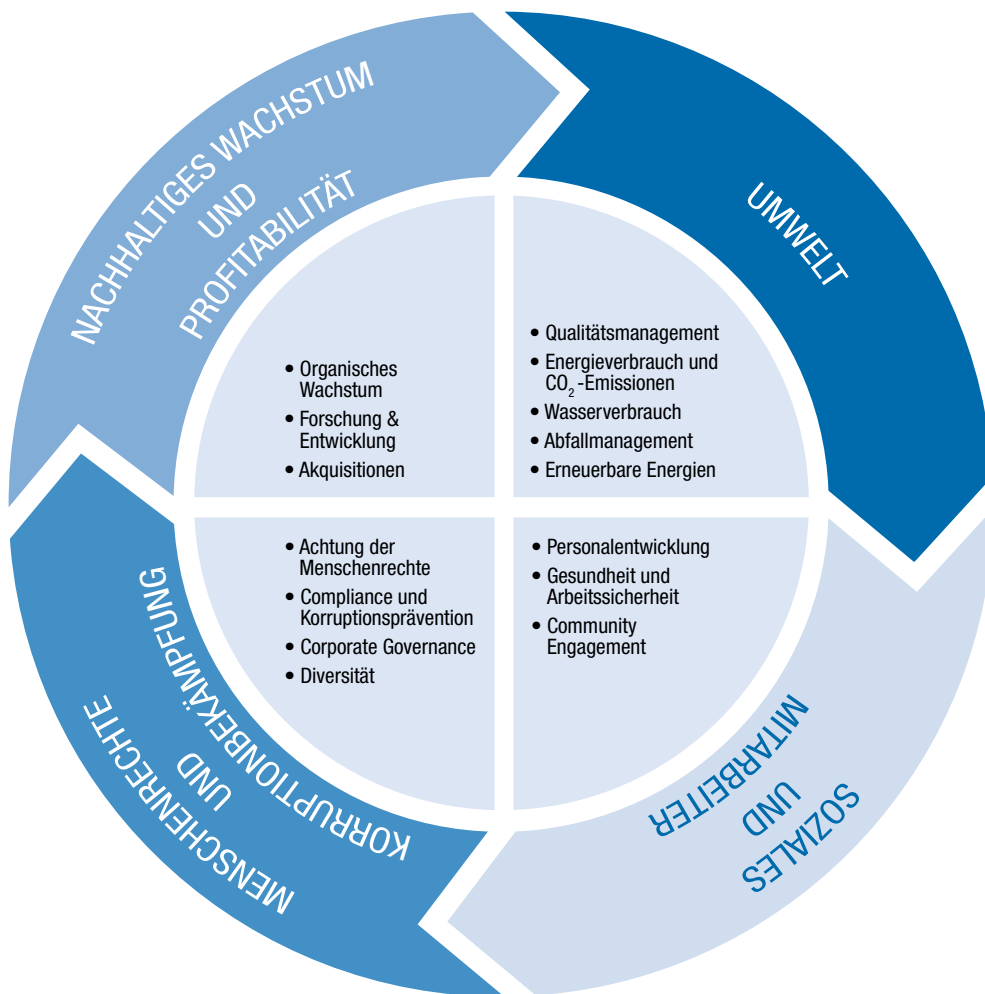 NACHHALTIGES WACHSTUM
UND
PROFITABILITÄT
• Organisches
Wachstum
• Forschung &
Entwicklung
• Akquisitionen
UMWELT
• Qualitätsmanagement
• Energieverbrauch und
CO₂-Emissionen
• Wasserverbrauch
• Abfallmanagement
• Erneuerbare Energien
• Achtung der
Menschenrechte
• Compliance und
Korruptionsprävention
• Corporate Governance
• Diversität
MENSCHENRECHTE
UND
KORRUPTIONBEKÄMPFUNG
• Personalentwicklung
• Gesundheit und
Arbeitssicherheit
• Community
Engagement
SOZIALES
UND
MITARBEITER